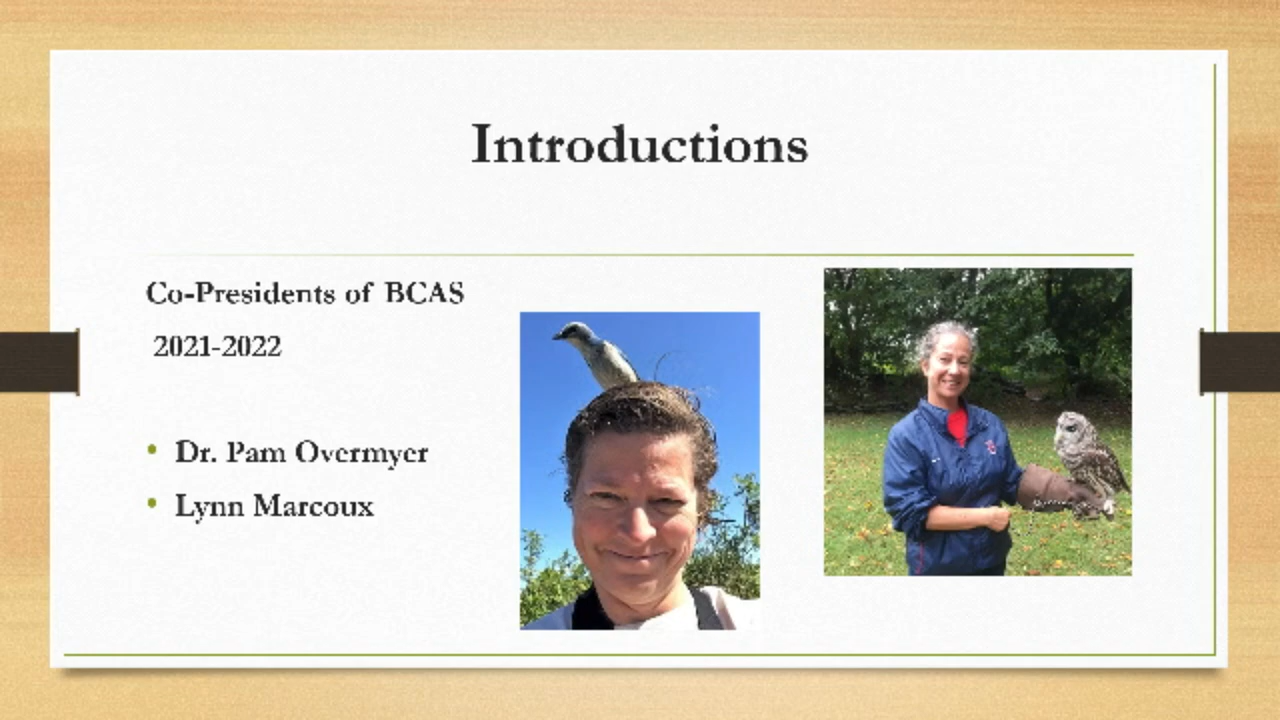 Introductions
Co-Presidents of BCAS
2021-2022
• Dr. Pam Overmyer
• Lynn Marcoux